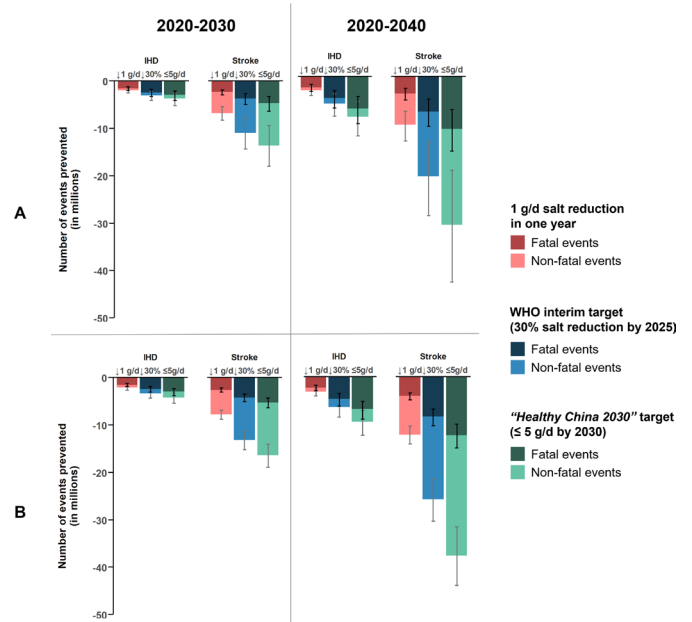 2020-2030
2020-2040
IHD
Stroke
↓1 g/d ↓30% ≤5g/d
↓1 g/d ↓30% ≤5g/d
IHD
Stroke
↓1 g/d ↓30% ≤5g/d
↓1 g/d ↓30% ≤5g/d
A
Number of events prevented
(in millions)
0
-10
-20
-30
-40
-50
IHD
Stroke
↓1 g/d ↓30% ≤5g/d
↓1 g/d ↓30% ≤5g/d
IHD
Stroke
↓1 g/d ↓30% ≤5g/d
↓1 g/d ↓30% ≤5g/d
B
Number of events prevented
(in millions)
0
-10
-20
-30
-40
-50
1 g/d salt reduction
in one year
Fatal events
Non-fatal events
WHO interim target
(30% salt reduction by 2025)
Fatal events
Non-fatal events
“Healthy China 2030” target
(≤ 5 g/d by 2030)
Fatal events
Non-fatal events